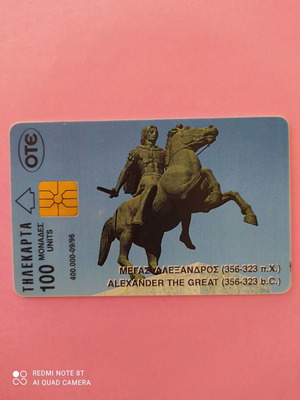 OTE
ΤΗΛΕΚΑΡΤΑ
100 ΜΟΝΑΔΕΣ
UNITS
400.000-09/96
ΜΕΓΑΣ ΑΛΕΞΑΝΔΡΟΣ (356-323 π.Χ.)
ALEXANDER THE GREAT (356-323 b.C.)
REDMI NOTE 8T
AI QUAD CAMERA